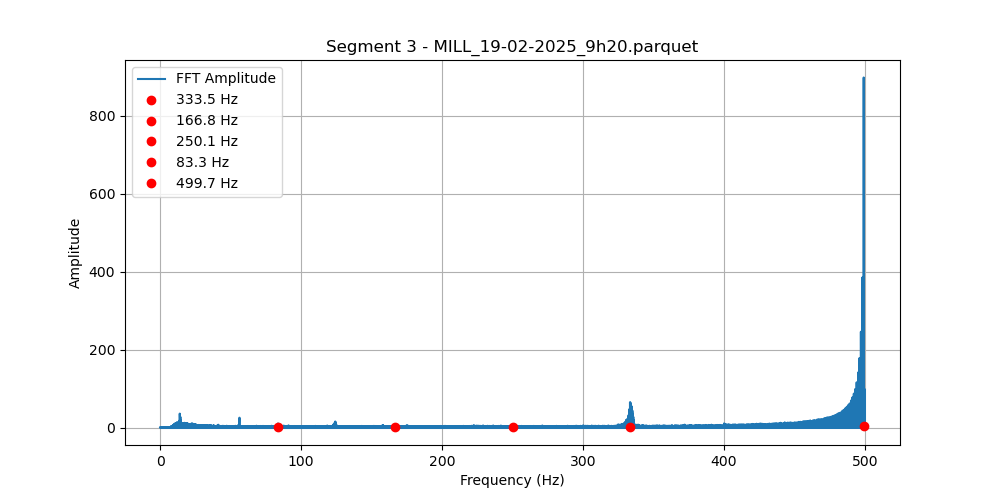 Segment 3 - MILL_19-02-2025_9h20.parquet
FFT Amplitude
333.5 Hz
166.8 Hz
250.1 Hz
83.3 Hz
499.7 Hz
800
600
400
200
0
Amplitude
0 100 200 300 400 500
Frequency (Hz)